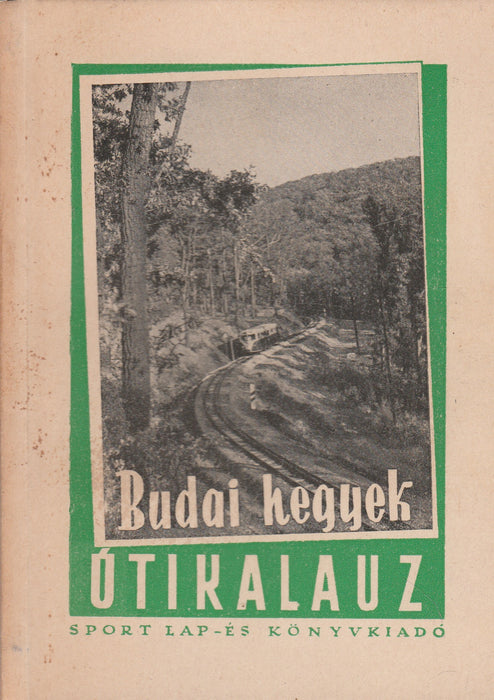 Budai hegyek
ÚTIKALAUZ
SPORT LAP-ÉS KÖNYVKIADÓ